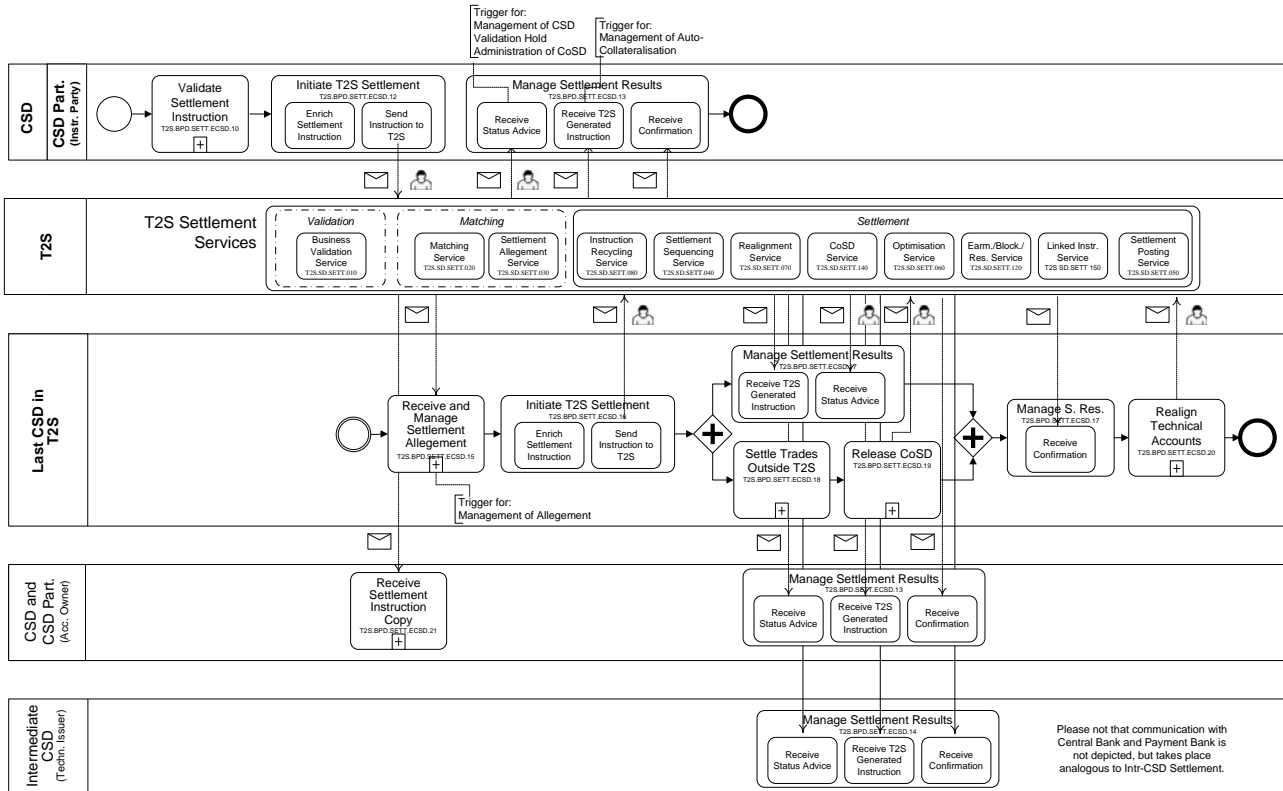 Trigger for:
Management of CSD
Validation Hold
Administration of CoSD
Trigger for:
Management of Auto-
Collateralisation
CSD
CSD Part.
(Instr. Party)
Validate
Settlement
Instruction
T2S.BPD.SETT.ECSD.10
Initiate T2S Settlement
T2S.BPD.SETT.ECSD.12
Enrich
Settlement
Instruction
Send
Instruction to
T2S
Manage Settlement Results
T2S.BPD.SETT.ECSD.13
Receive
Status Advice
Receive T2S
Generated
Instruction
Receive
Confirmation
T2S
T2S Settlement
Services
Validation
Business
Validation
Service
T2S.SD.SETT.010
Matching
Matching
Service
T2S.SD.SETT.020
Settlement
Allegement
Service
T2S.SD.SETT.030
Settlement
Instruction
Recycling
Service
T2S.SD.SETT.080
Settlement
Sequencing
Service
T2S.SD.SETT.040
Realignment
Service
T2S.SD.SETT.070
CoSD
Service
T2S.SD.SETT.140
Optimisation
Service
T2S.SD.SETT.060
Earm./Block./
Res. Service
T2S.SD.SETT.120
Linked Instr.
Service
T2S SD.SETT 150
Settlement
Posting
Service
T2S.SD.SETT.050
Last CSD in
T2S
Receive and
Manage
Settlement
Allegement
T2S.BPD.SETT.ECSD.15
Trigger for:
Management of Allegement
Initiate T2S Settlement
T2S.BPD.SETT.ECSD.16
Enrich
Settlement
Instruction
Send
Instruction to
T2S
Manage Settlement Results
Receive T2S
Generated
Instruction
Receive
Status Advice
Settle Trades
Outside T2S
T2S.BPD.SETT.ECSD.18
Release CoSD
T2S.BPD.SETT.ECSD.19
Manage S. Res.
T2S.BPD.SETT.ECSD.17
Receive
Confirmation
Realign
Technical
Accounts
T2S.BPD.SETT.ECSD.20
CSD and
CSD Part.
(Acc. Owner)
Receive
Settlement
Instruction
Copy
T2S.BPD.SETT.ECSD.21
Manage Settlement Results
T2S.BPD.SETT.ECSD.13
Receive
Status Advice
Receive T2S
Generated
Instruction
Receive
Confirmation
Intermediate
CSD
(Techn. Issuer)
Manage Settlement Results
T2S.BPD.SETT.ECSD.14
Receive
Status Advice
Receive T2S
Generated
Instruction
Receive
Confirmation
Please not that communication with
Central Bank and Payment Bank is
not depicted, but takes place
analogous to Intr-CSD Settlement.